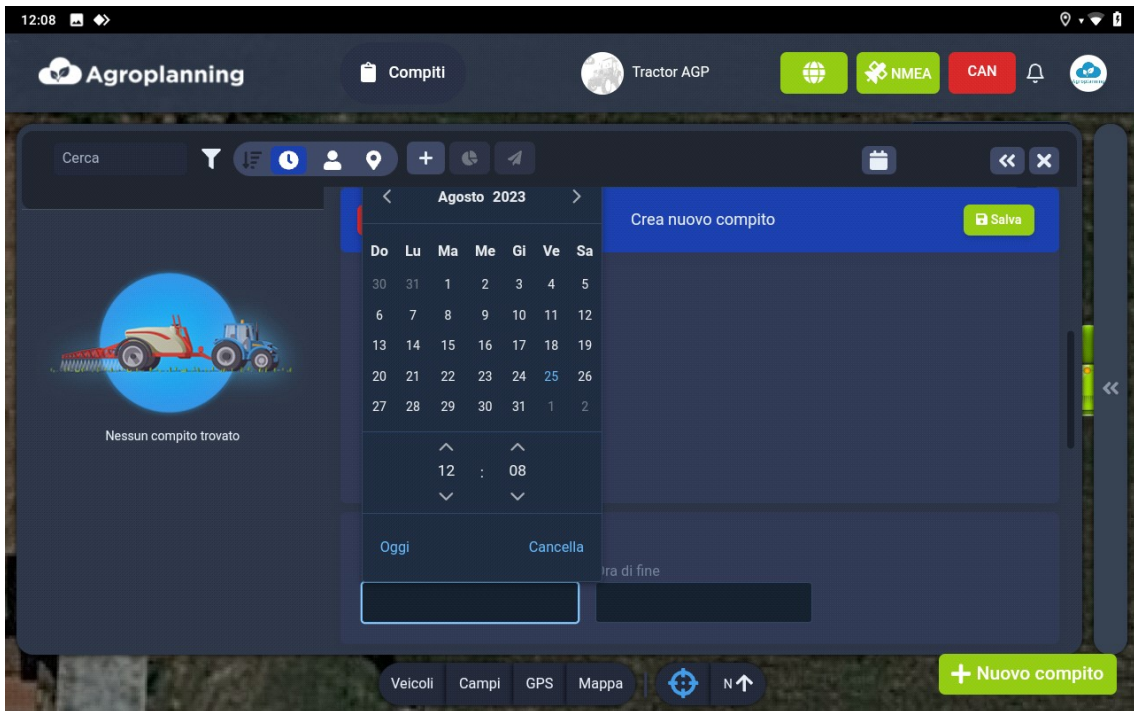 12:08
Agroplanning
Compiti
Tractor AGP
NMEA
CAN
Cerca
Agosto 2023
Crea nuovo compito
Salva
Do Lu Ma Me Gi Ve Sa
30 31 1 2 3 4 5
6 7 8 9 10 11 12
13 14 15 16 17 18 19
20 21 22 23 24 25 26
27 28 29 30 31 1 2
Nessun compito trovato
12 : 08
Oggi Cancella
ra di fine
Veicoli Campi GPS Mappa N
Nuovo compito